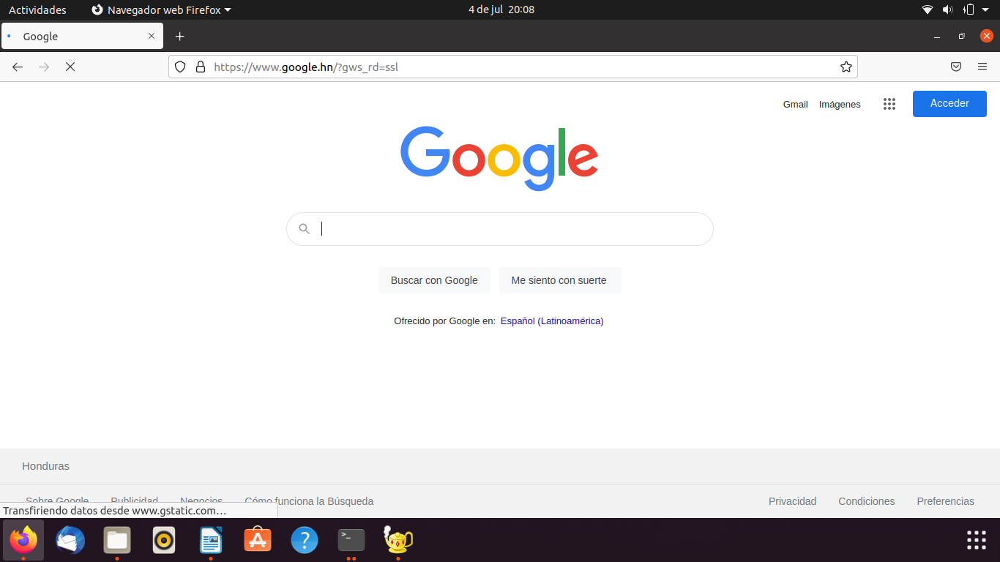 Actividades Navegador web Firefox 4 de jul 20:08
Google
https://www.google.hn/?gws_rd=ssl
Gmail Imágenes Acceder
Google
Buscar con Google Me siento con suerte
Ofrecido por Google en: Español (Latinoamérica)
Honduras
Sobre Google Publicidad Negocios Cómo funciona la Búsqueda Privacidad Condiciones Preferencias
Transfiriendo datos desde www.gstatic.com…